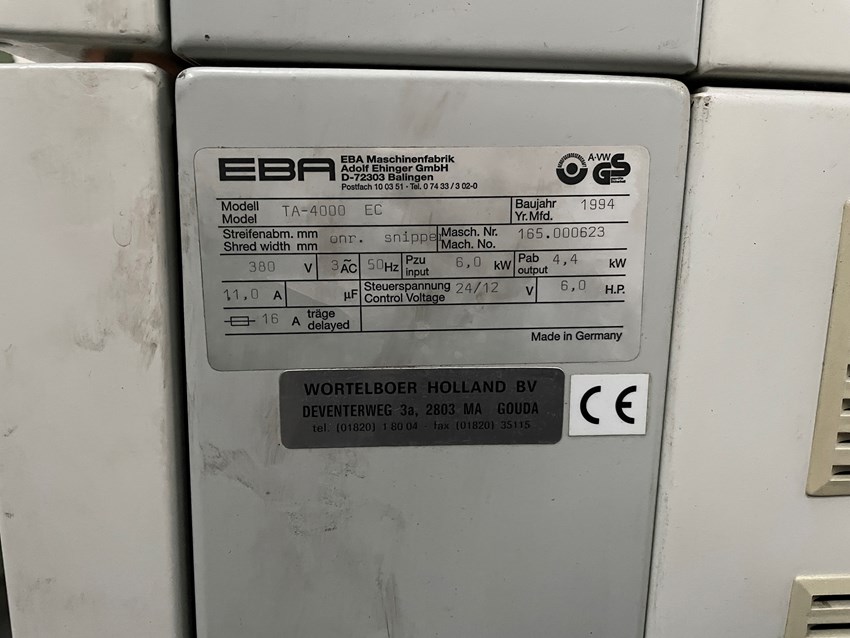 EBA
EBA Maschinenfabrik
Adolf Ehinger GmbH
D-72303 Balingen
Postfach 10 03 51 · Tel. 0 74 33 / 3 02-0
A-VW
GS
Modell
Model
TA-4000 EC
Baujahr
Yr. Mfd.
1994
Streifenabm. mm
Shred width mm
onr. snippe
Masch. Nr.
Mach. No.
165.000623
380 V
3~AC
50 Hz
Pzu
input
6,0 kW
Pab
output
4,4 kW
11,0 A
µF
Steuerspannung
Control Voltage
24/12 V
6,0 H.P.
16 A
träge
delayed
Made in Germany
WORTELBOER HOLLAND BV
DEVENTERWEG 3a, 2803 MA GOUDA
tel. (01820) 1 80 04 - fax (01820) 35115
CE